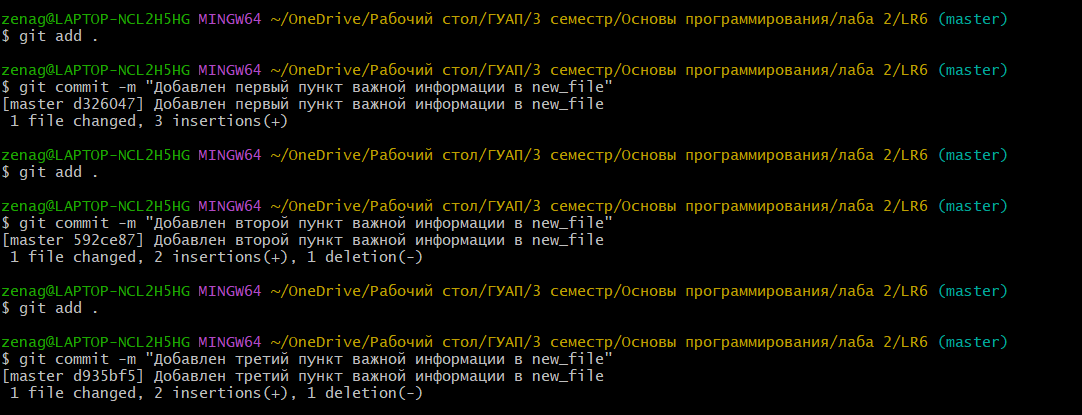 zenag@LAPTOP-NCL2H5HG MINGW64 ~/OneDrive/Рабочий стол/ГУАП/3 семестр/Основы программирования/лаба 2/LR6 (master)
$ git add .
zenag@LAPTOP-NCL2H5HG MINGW64 ~/OneDrive/Рабочий стол/ГУАП/3 семестр/Основы программирования/лаба 2/LR6 (master)
$ git commit -m "Добавлен первый пункт важной информации в new_file"
[master d326047] Добавлен первый пункт важной информации в new_file
 1 file changed, 3 insertions(+)
zenag@LAPTOP-NCL2H5HG MINGW64 ~/OneDrive/Рабочий стол/ГУАП/3 семестр/Основы программирования/лаба 2/LR6 (master)
$ git add .
zenag@LAPTOP-NCL2H5HG MINGW64 ~/OneDrive/Рабочий стол/ГУАП/3 семестр/Основы программирования/лаба 2/LR6 (master)
$ git commit -m "Добавлен второй пункт важной информации в new_file"
[master 592ce87] Добавлен второй пункт важной информации в new_file
 1 file changed, 2 insertions(+), 1 deletion(-)
zenag@LAPTOP-NCL2H5HG MINGW64 ~/OneDrive/Рабочий стол/ГУАП/3 семестр/Основы программирования/лаба 2/LR6 (master)
$ git add .
zenag@LAPTOP-NCL2H5HG MINGW64 ~/OneDrive/Рабочий стол/ГУАП/3 семестр/Основы программирования/лаба 2/LR6 (master)
$ git commit -m "Добавлен третий пункт важной информации в new_file"
[master d935bf5] Добавлен третий пункт важной информации в new_file
 1 file changed, 2 insertions(+), 1 deletion(-)